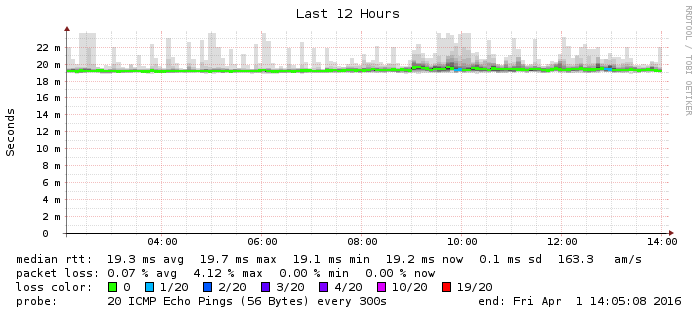 Last 12 Hours
RRDTOOL / TOBI OETIKER
Seconds
22 m
20 m
18 m
16 m
14 m
12 m
10 m
8 m
6 m
4 m
2 m
0
04:00 06:00 08:00 10:00 12:00 14:00
median rtt: 19.3 ms avg 19.7 ms max 19.1 ms min 19.2 ms now 0.1 ms sd 163.3 am/s
packet loss: 0.07 % avg 4.12 % max 0.00 % min 0.00 % now
loss color: 0 1/20 2/20 3/20 4/20 10/20 19/20
probe: 20 ICMP Echo Pings (56 Bytes) every 300s end: Fri Apr 1 14:05:08 2016